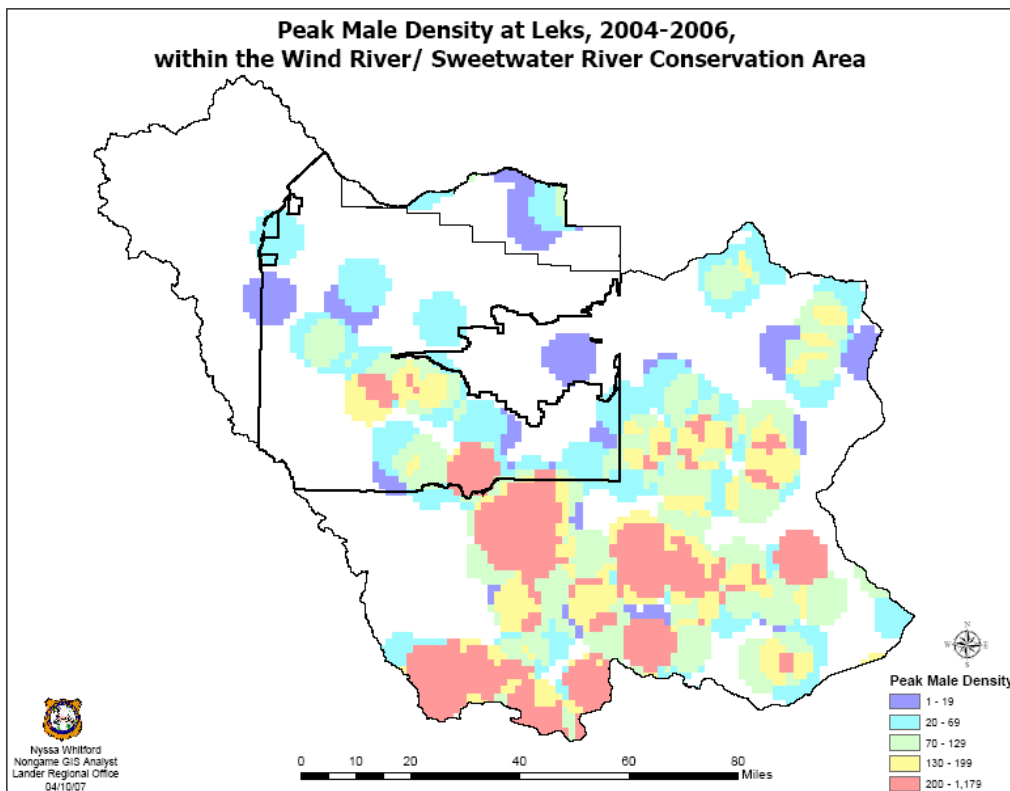 Peak Male Density at Leks, 2004-2006,
within the Wind River/ Sweetwater River Conservation Area
N
W E
S
Peak Male Density
1 - 19
20 - 69
70 - 129
130 - 199
200 - 1,179
Nyssa Whitford
Nongame GIS Analyst
Lander Regional Office
04/10/07
0 10 20 40 60 80
Miles